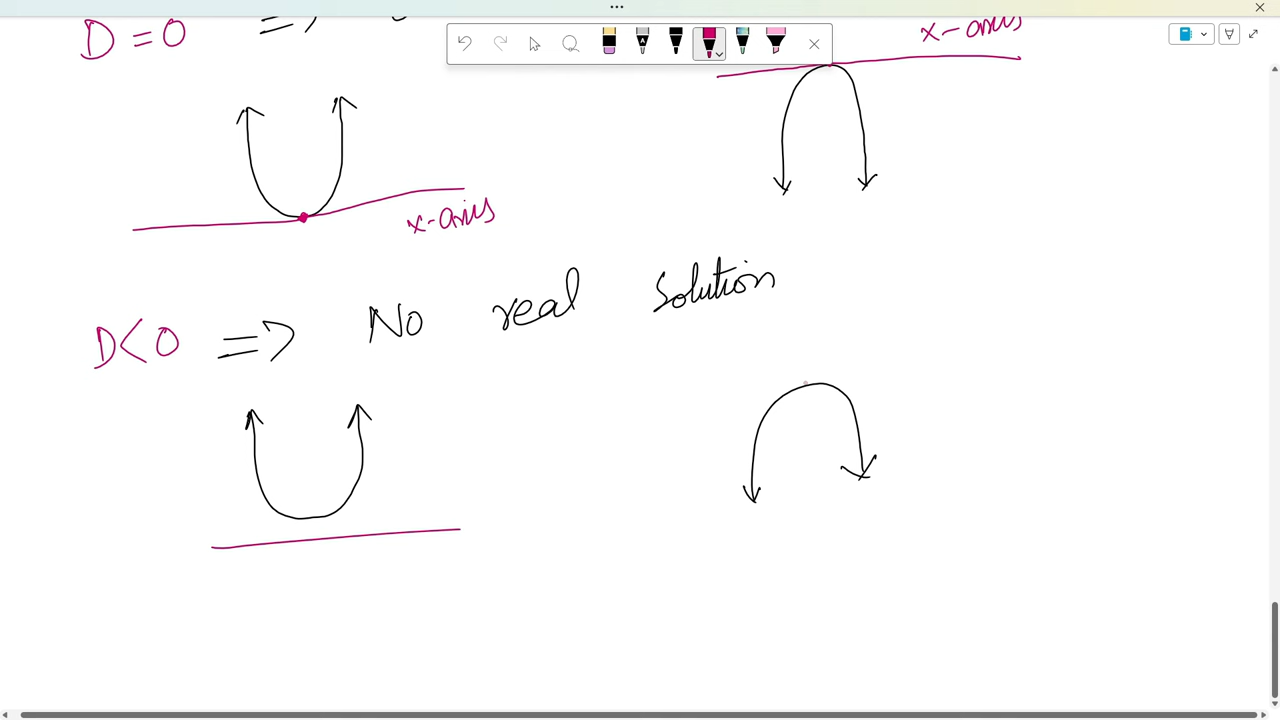 D = 0 =>
x-axis
x-axis
D < 0 => No real Solution